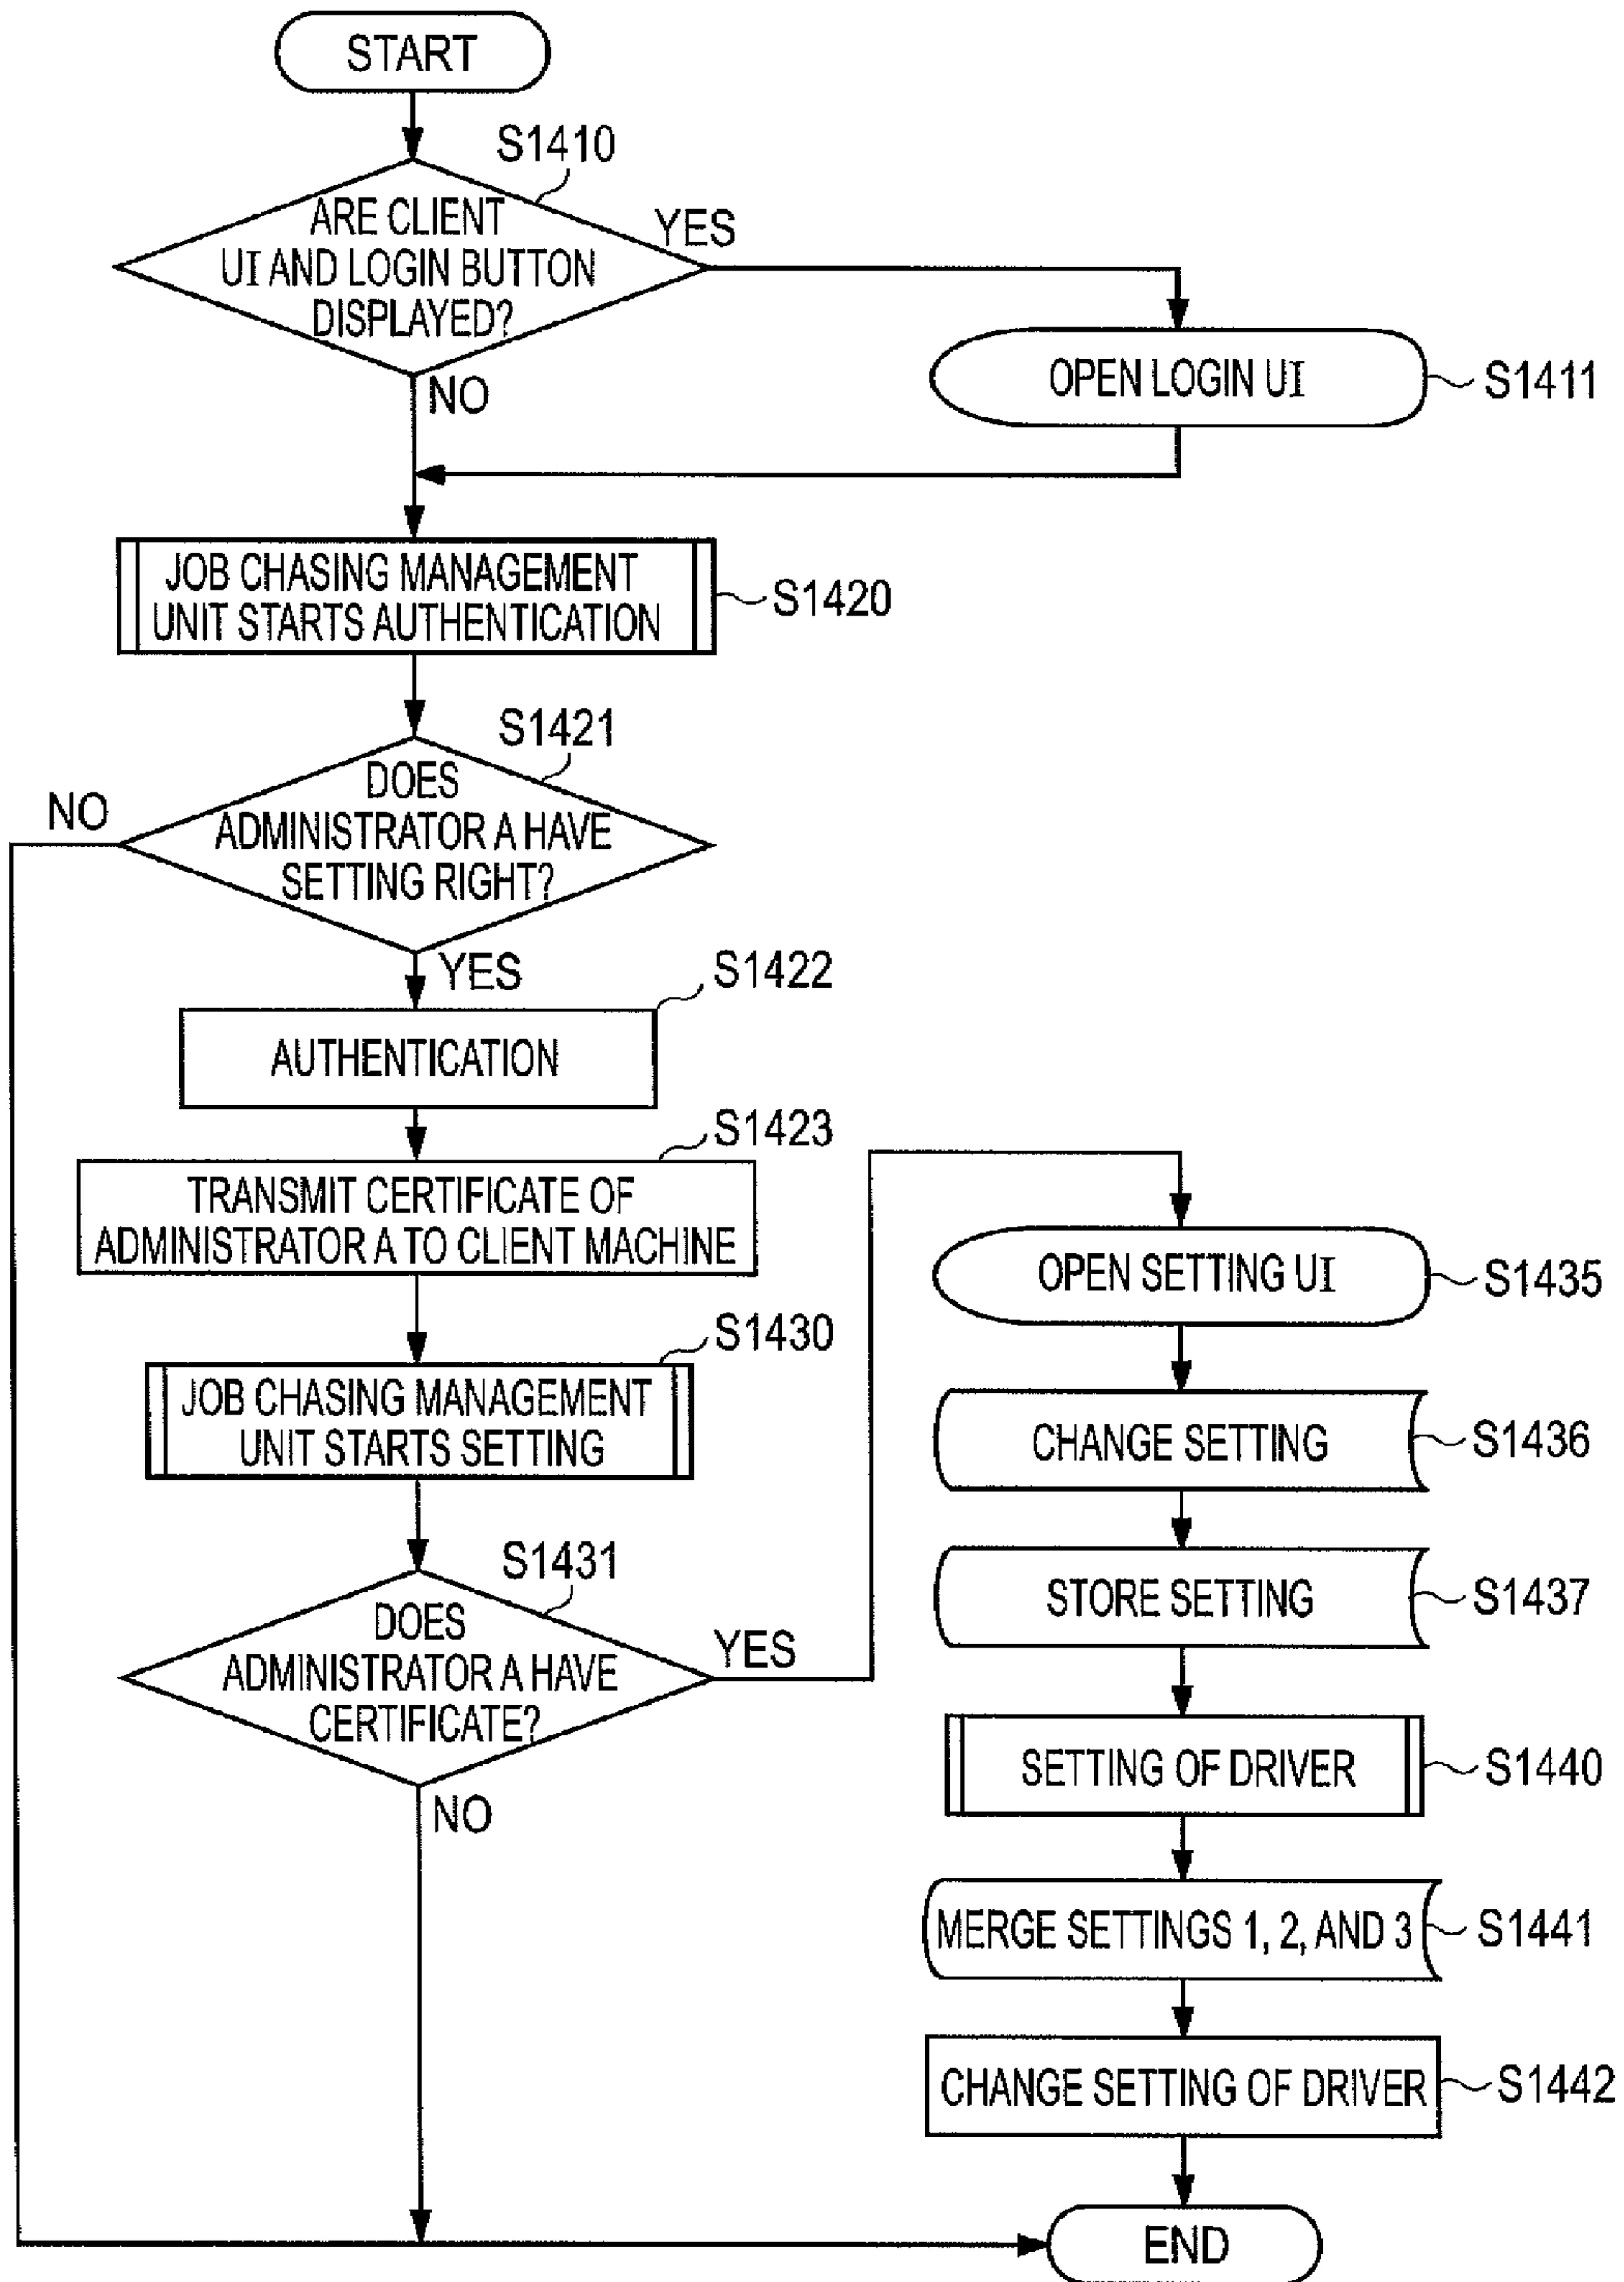 START
S1410
ARE CLIENT
UI AND LOGIN BUTTON
DISPLAYED?
YES
NO
OPEN LOGIN UI
S1411
JOB CHASING MANAGEMENT
UNIT STARTS AUTHENTICATION
S1420
S1421
DOES
ADMINISTRATOR A HAVE
SETTING RIGHT?
NO
YES
S1422
AUTHENTICATION
S1423
TRANSMIT CERTIFICATE OF
ADMINISTRATOR A TO CLIENT MACHINE
S1430
JOB CHASING MANAGEMENT
UNIT STARTS SETTING
S1431
DOES
ADMINISTRATOR A HAVE
CERTIFICATE?
YES
NO
OPEN SETTING UI
S1435
CHANGE SETTING
S1436
STORE SETTING
S1437
SETTING OF DRIVER
S1440
MERGE SETTINGS 1, 2, AND 3
S1441
CHANGE SETTING OF DRIVER
S1442
END